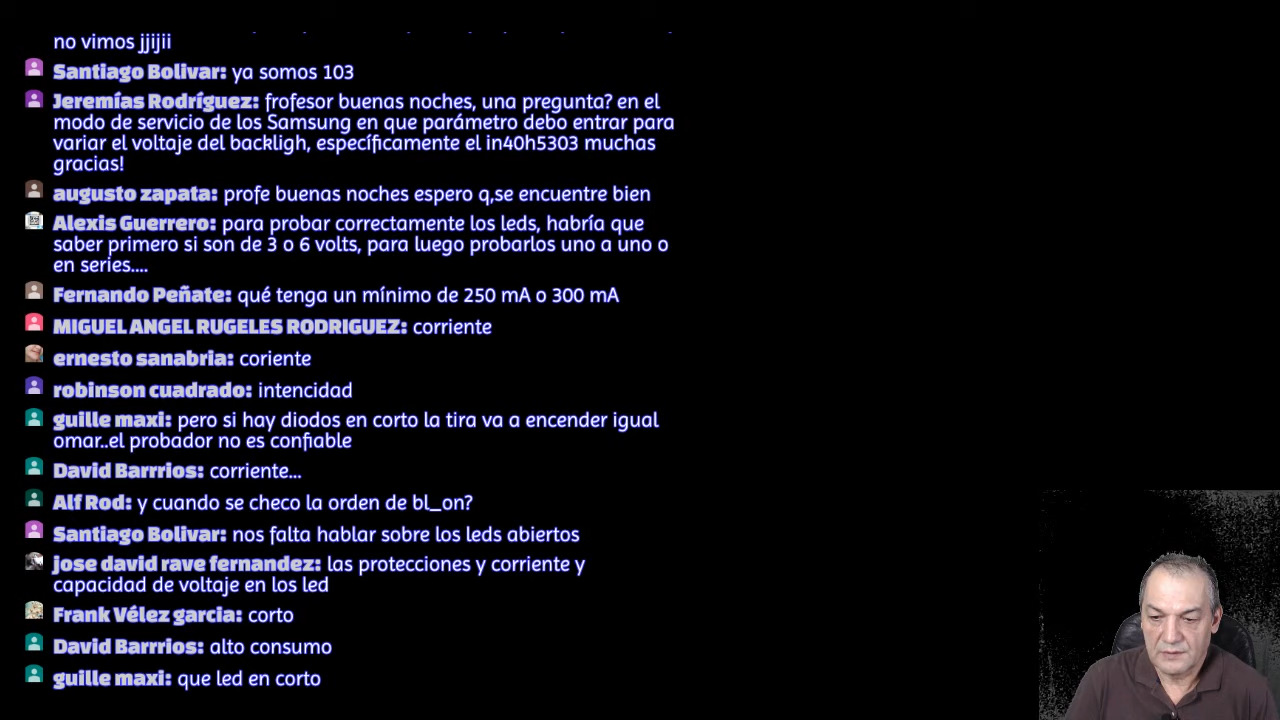 no vimos jjijii
Santiago Bolivar: ya somos 103
Jeremías Rodríguez: frofesor buenas noches, una pregunta? en el
modo de servicio de los Samsung en que parámetro debo entrar para
variar el voltaje del backligh, específicamente el in40h5303 muchas
gracias!
augusto zapata: profe buenas noches espero q,se encuentre bien
Alexis Guerrero: para probar correctamente los leds, habría que
saber primero si son de 3 o 6 volts, para luego probarlos uno a uno o
en series....
Fernando Peñate: qué tenga un mínimo de 250 mA o 300 mA
MIGUEL ANGEL RUGELES RODRIGUEZ: corriente
ernesto sanabria: coriente
robinson cuadrado: intencidad
guille maxi: pero si hay diodos en corto la tira va a encender igual
omar..el probador no es confiable
David Barrrios: corriente...
Alf Rod: y cuando se checo la orden de bl_on?
Santiago Bolivar: nos falta hablar sobre los leds abiertos
jose david rave fernandez: las protecciones y corriente y
capacidad de voltaje en los led
Frank Vélez garcia: corto
David Barrrios: alto consumo
guille maxi: que led en corto